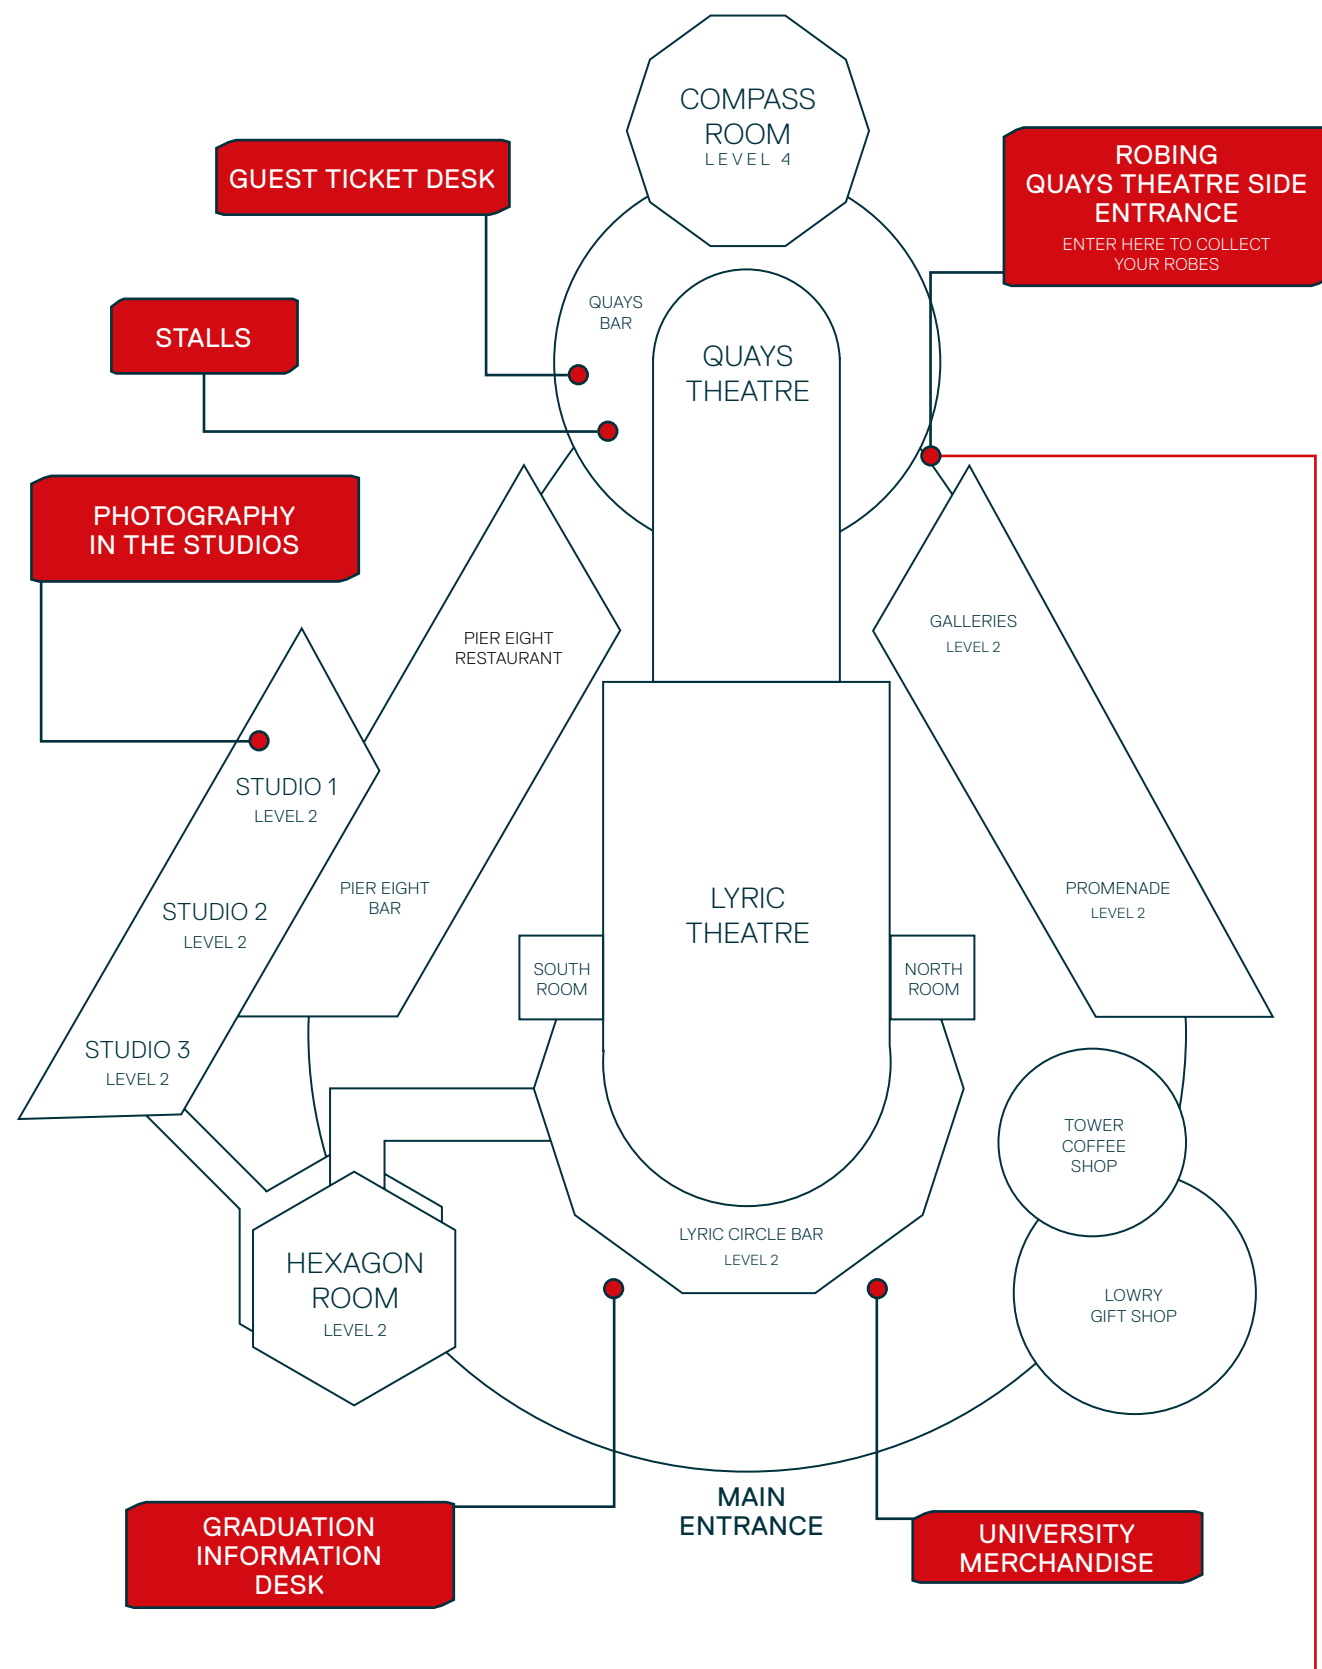 COMPASS
ROOM
LEVEL 4
GUEST TICKET DESK
ROBING
QUAYS THEATRE SIDE
ENTRANCE
ENTER HERE TO COLLECT
YOUR ROBES
QUAYS
BAR
STALLS
QUAYS
THEATRE
PHOTOGRAPHY
IN THE STUDIOS
PIER EIGHT
RESTAURANT
GALLERIES
LEVEL 2
STUDIO 1
LEVEL 2
PIER EIGHT
BAR
LYRIC
THEATRE
PROMENADE
LEVEL 2
STUDIO 2
LEVEL 2
SOUTH
ROOM
NORTH
ROOM
STUDIO 3
LEVEL 2
TOWER
COFFEE
SHOP
LYRIC CIRCLE BAR
LEVEL 2
HEXAGON
ROOM
LEVEL 2
LOWRY
GIFT SHOP
MAIN
ENTRANCE
GRADUATION
INFORMATION
DESK
UNIVERSITY
MERCHANDISE